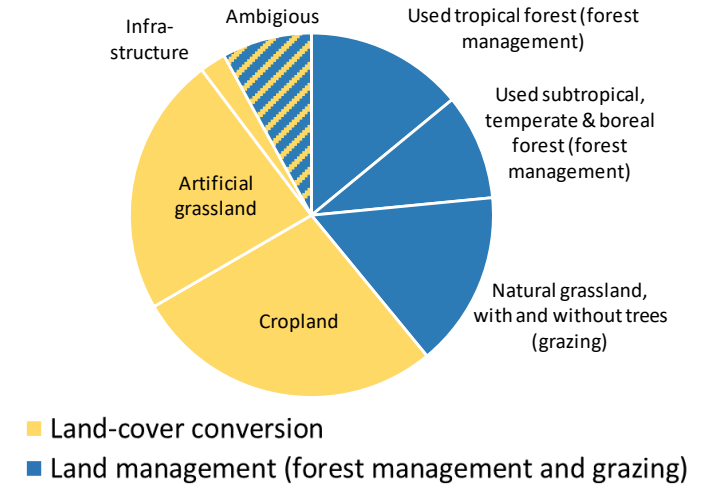 Ambigious
Infra-
structure
Used tropical forest (forest
management)
Used subtropical,
temperate & boreal
forest (forest
management)
Artificial
grassland
Natural grassland,
with and without trees
(grazing)
Cropland
Land-cover conversion
Land management (forest management and grazing)